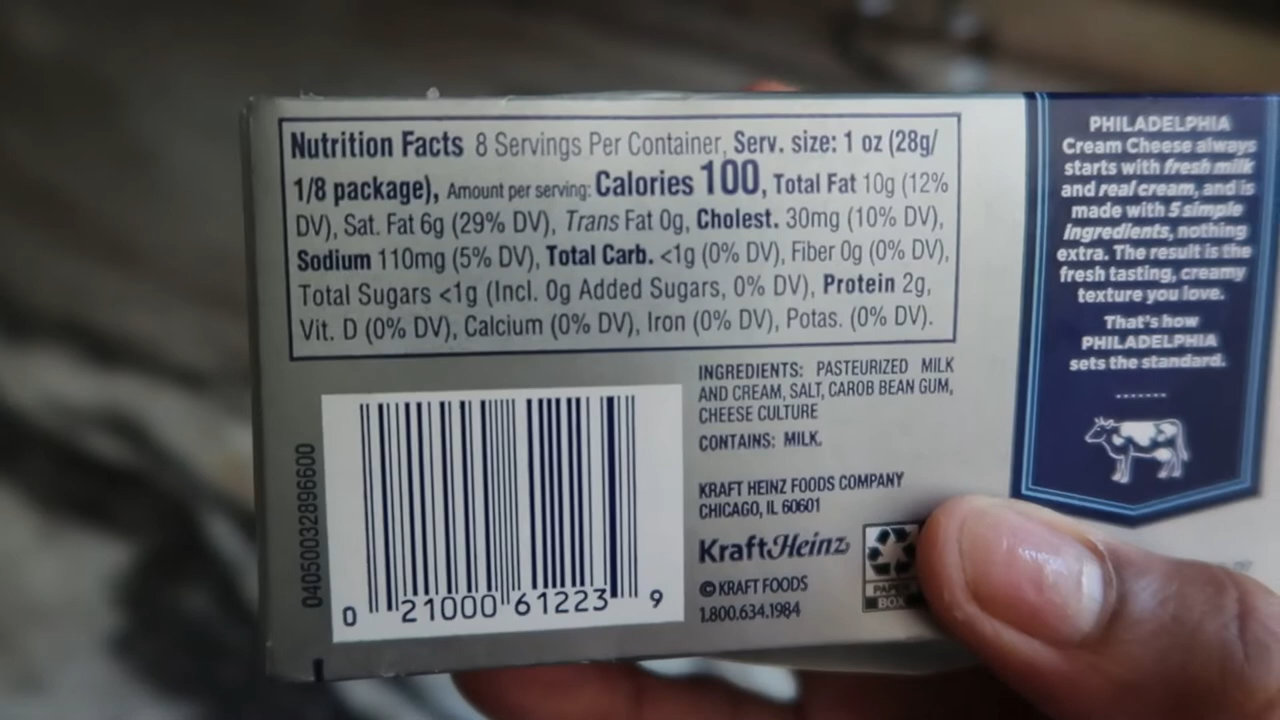 Nutrition Facts 8 Servings Per Container, Serv. size: 1 oz (28g/
1/8 package), Amount per serving: Calories 100, Total Fat 10g (12%
DV), Sat. Fat 6g (29% DV), Trans Fat 0g, Cholest. 30mg (10% DV),
Sodium 110mg (5% DV), Total Carb. <1g (0% DV), Fiber 0g (0% DV),
Total Sugars <1g (Incl. 0g Added Sugars, 0% DV), Protein 2g,
Vit. D (0% DV), Calcium (0% DV), Iron (0% DV), Potas. (0% DV).
INGREDIENTS: PASTEURIZED MILK
AND CREAM, SALT, CAROB BEAN GUM,
CHEESE CULTURE
CONTAINS: MILK.
KRAFT HEINZ FOODS COMPANY
CHICAGO, IL 60601
KraftHeinz
© KRAFT FOODS
1.800.634.1984
BOX
0405003289660​0
0 21000 61223 9
PHILADELPHIA
Cream Cheese always
starts with fresh milk
and real cream, and is
made with 5 simple
ingredients, nothing
extra. The result is the
fresh tasting, creamy
texture you love.
That's how
PHILADELPHIA
sets the standard.